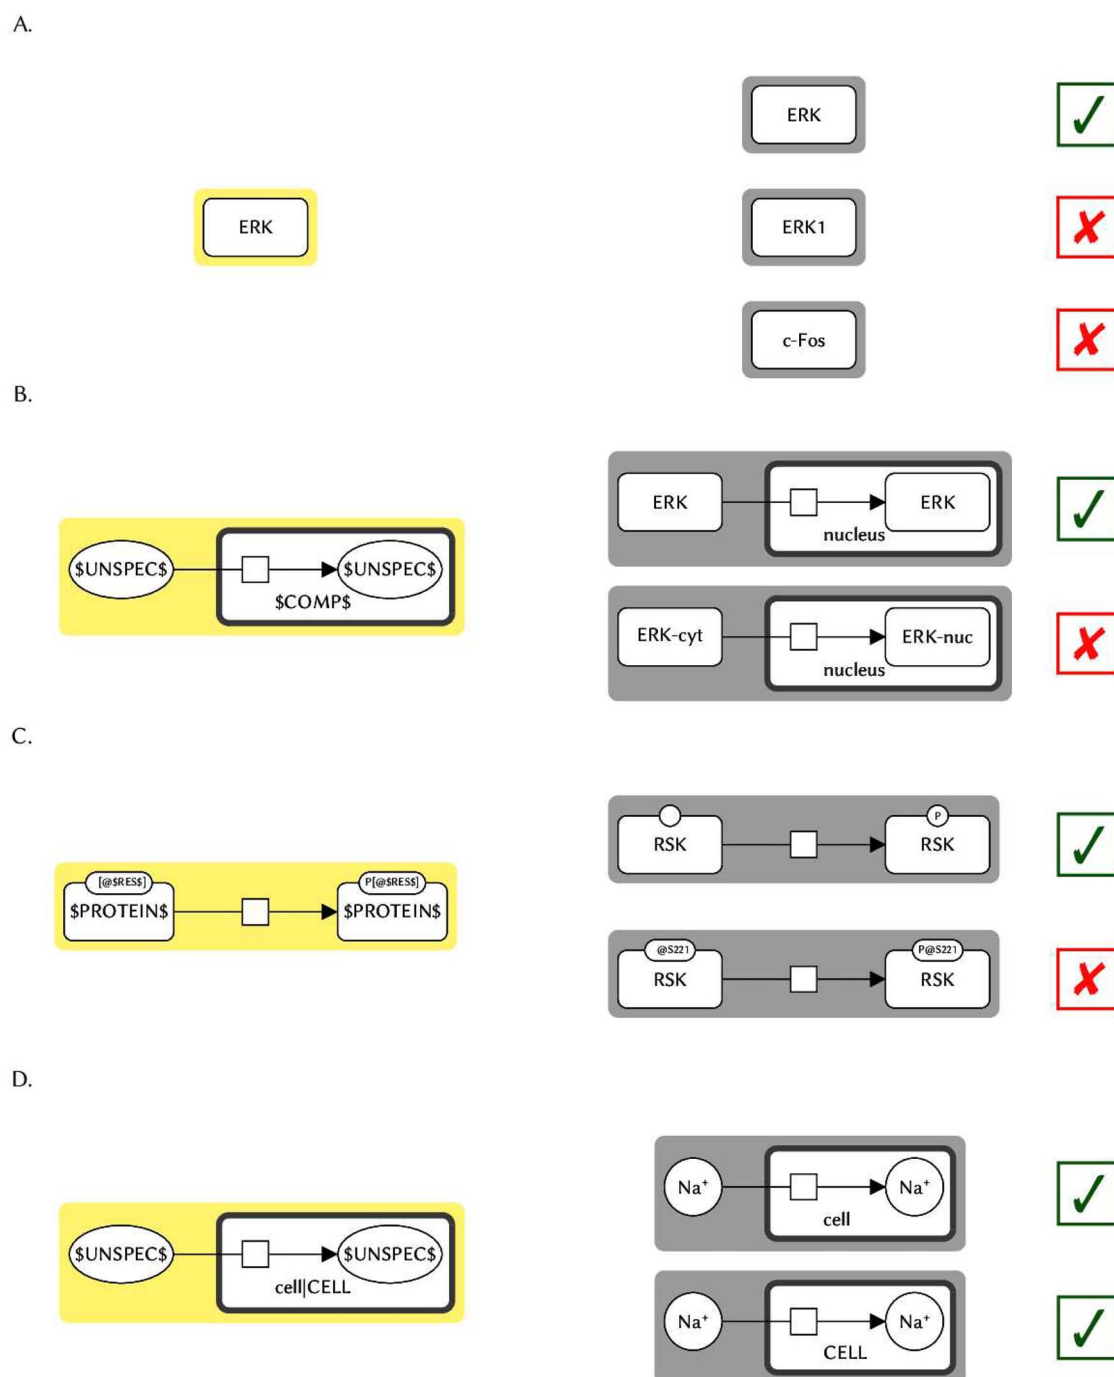 A.
ERK
ERK
ERK1
c-Fos
B.
$UNSPEC$ $UNSPEC$
$COMP$
ERK ERK
nucleus
ERK-cyt ERK-nuc
nucleus
C.
[@$RES$] P[@$RES$]
$PROTEIN$ $PROTEIN$
P
RSK RSK
@S221 P@S221
RSK RSK
D.
$UNSPEC$ $UNSPEC$
cell|CELL
Na⁺ Na⁺
cell
Na⁺ Na⁺
CELL